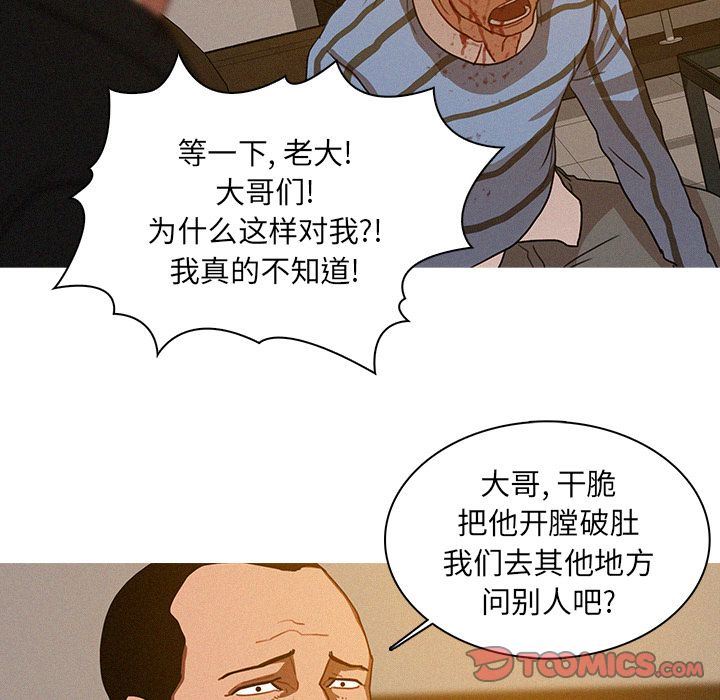 等一下, 老大!
大哥们!
为什么这样对我?!
我真的不知道!
大哥, 干脆
把他开膛破肚
我们去其他地方
问别人吧?
DTCOMICS.COM